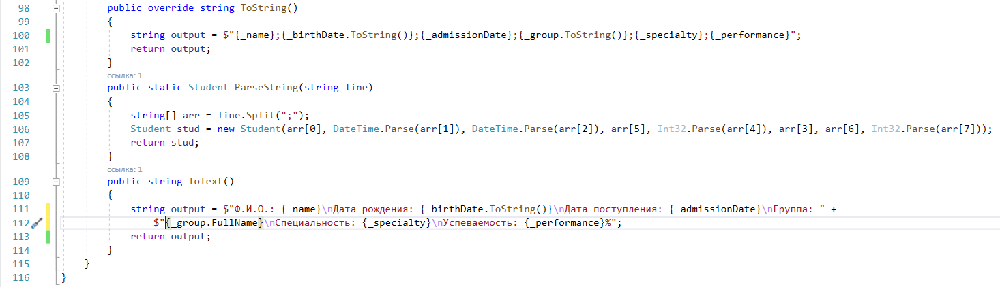 98 public override string ToString()
99 {
100 string output = $"{_name};{_birthDate.ToString()};{_admissionDate};{_group.ToString()};{_specialty};{_performance}";
101 return output;
102 }
ссылка: 1
103 public static Student ParseString(string line)
104 {
105 string[] arr = line.Split(";");
106 Student stud = new Student(arr[0], DateTime.Parse(arr[1]), DateTime.Parse(arr[2]), arr[5], Int32.Parse(arr[4]), arr[3], arr[6], Int32.Parse(arr[7]));
107 return stud;
108 }
ссылка: 1
109 public string ToText()
110 {
111 string output = $"Ф.И.О.: {_name}\nДата рождения: {_birthDate.ToString()}\nДата поступления: {_admissionDate}\nГруппа: " +
112 $"{_group.FullName}\nСпециальность: {_specialty}\nУспеваемость: {_performance}%";
113 return output;
114 }
115 }
116 }